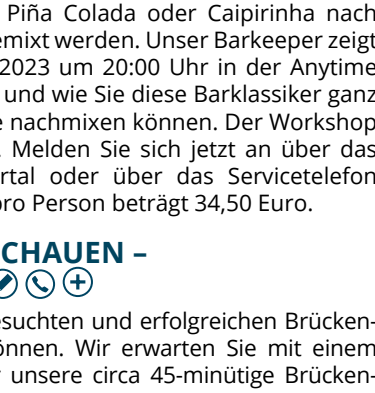 Piña Colada oder Caipirinha nach
emixt werden. Unser Barkeeper zeigt
2023 um 20:00 Uhr in der Anytime
und wie Sie diese Barklassiker ganz
e nachmixen können. Der Workshop
. Melden Sie sich jetzt an über das
rtal oder über das Servicetelefon
pro Person beträgt 34,50 Euro.
CHAUEN –
esuchten und erfolgreichen Brücken-
önnen. Wir erwarten Sie mit einem
unsere circa 45-minütige Brücken-